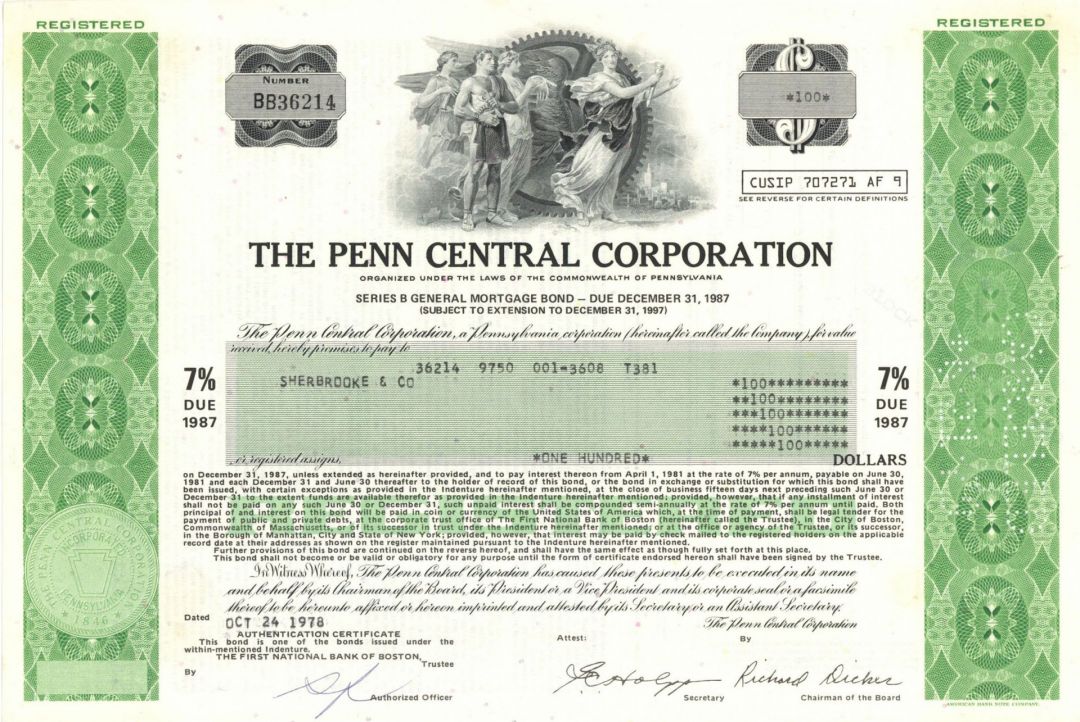 REGISTERED
REGISTERED
NUMBER
BB36214
*100*
CUSIP 707271 AF 9
SEE REVERSE FOR CERTAIN DEFINITIONS
THE PENN CENTRAL CORPORATION
ORGANIZED UNDER THE LAWS OF THE COMMONWEALTH OF PENNSYLVANIA
SERIES B GENERAL MORTGAGE BOND – DUE DECEMBER 31, 1987
(SUBJECT TO EXTENSION TO DECEMBER 31, 1997)
The Penn Central Corporation, a Pennsylvania corporation (hereinafter called the Company), for value
received, hereby promises to pay to
36214 9750 001-3608 T381
SHERBROOKE & CO
*100*********
**100********
***100*******
****100******
*****100*****
7%
DUE
1987
7%
DUE
1987
*ONE HUNDRED*
or registered assigns, DOLLARS
on December 31, 1987, unless extended as hereinafter provided, and to pay interest thereon from April 1, 1981 at the rate of 7% per annum, payable on June 30,
1981 and each December 31 and June 30 thereafter to the holder of record of this bond, or the bond in exchange or substitution for which this bond shall have
been issued, with certain exceptions as provided in the Indenture hereinafter mentioned, at the close of business fifteen days next preceding such June 30 or
December 31 to the extent funds are available therefor as provided in the Indenture hereinafter mentioned; provided, however, that if any installment of interest
shall not be paid on any such June 30 or December 31, such unpaid interest shall be compounded semi-annually at the rate of 7% per annum until paid. Both
principal of and interest on this bond will be paid in coin or currency of the United States of America which, at the time of payment, shall be legal tender for the
payment of public and private debts, at the corporate trust office of The First National Bank of Boston (hereinafter called the Trustee), in the City of Boston,
Commonwealth of Massachusetts, or of its successor in trust under the Indenture hereinafter mentioned; or at the office or agency of the Trustee, or its successor,
in the Borough of Manhattan, City and State of New York; provided, however, that interest may be paid by check mailed to the registered holders on the applicable
record date at their addresses as shown on the register maintained pursuant to the Indenture hereinafter mentioned.
Further provisions of this bond are continued on the reverse hereof, and shall have the same effect as though fully set forth at this place.
This bond shall not become or be valid or obligatory for any purpose until the form of certificate endorsed hereon shall have been signed by the Trustee.
In Witness Whereof, The Penn Central Corporation has caused these presents to be executed in its name
and behalf by its Chairman of the Board, its President or a Vice President and its corporate seal or a facsimile
thereof to be hereunto affixed or hereon imprinted and attested by its Secretary or an Assistant Secretary.
Dated OCT 24 1978
The Penn Central Corporation
AUTHENTICATION CERTIFICATE
This bond is one of the bonds issued under the
within-mentioned Indenture.
THE FIRST NATIONAL BANK OF BOSTON,
Trustee
By
Authorized Officer
Attest:
Secretary
By
Richard Dicker
Chairman of the Board
AMERICAN BANK NOTE COMPANY.
1846